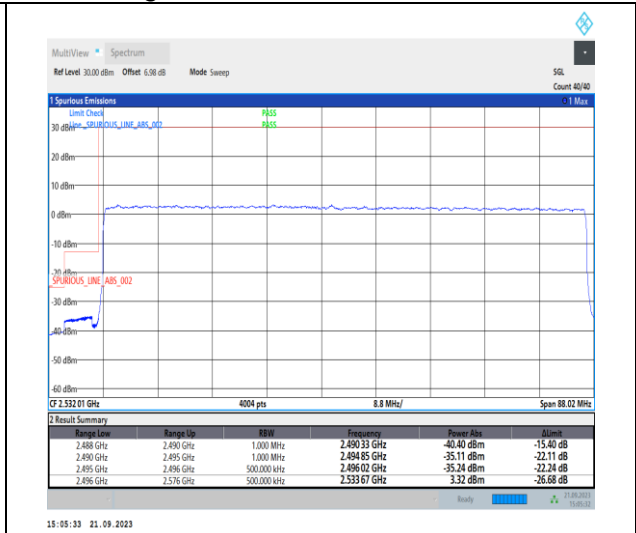 MultiView Spectrum
Ref Level 30.00 dBm Offset 6.98 dB Mode Sweep SGL
Count 40/40
1 Spurious Emissions 1 Max
Limit Check PASS
Line _SPURIOUS_LINE_ABS_002 PASS
30 dBm
20 dBm
10 dBm
0 dBm
-10 dBm
-20 dBm
SPURIOUS_LINE_ABS_002
-30 dBm
-40 dBm
-50 dBm
-60 dBm
CF 2.532 01 GHz 4004 pts 8.8 MHz/ Span 88.02 MHz
2 Result Summary
Range Low Range Up RBW Frequency Power Abs ΔLimit
2.488 GHz 2.490 GHz 1.000 MHz 2.490 33 GHz -40.40 dBm -15.40 dB
2.490 GHz 2.495 GHz 1.000 MHz 2.494 85 GHz -35.11 dBm -22.11 dB
2.495 GHz 2.496 GHz 500.000 kHz 2.496 02 GHz -35.24 dBm -22.24 dB
2.496 GHz 2.576 GHz 500.000 kHz 2.533 67 GHz 3.32 dBm -26.68 dB
Ready 21.09.2023
15:05:32
15:05:33 21.09.2023